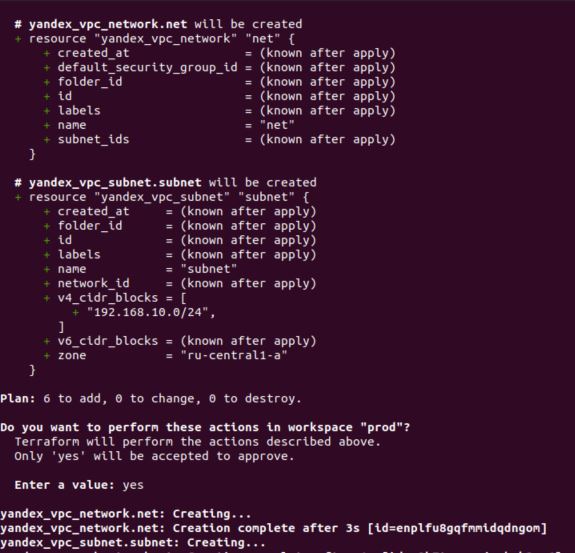 # yandex_vpc_network.net will be created
+ resource "yandex_vpc_network" "net" {
+ created_at = (known after apply)
+ default_security_group_id = (known after apply)
+ folder_id = (known after apply)
+ id = (known after apply)
+ labels = (known after apply)
+ name = "net"
+ subnet_ids = (known after apply)
}
# yandex_vpc_subnet.subnet will be created
+ resource "yandex_vpc_subnet" "subnet" {
+ created_at = (known after apply)
+ folder_id = (known after apply)
+ id = (known after apply)
+ labels = (known after apply)
+ name = "subnet"
+ network_id = (known after apply)
+ v4_cidr_blocks = [
+ "192.168.10.0/24",
]
+ v6_cidr_blocks = (known after apply)
+ zone = "ru-central1-a"
}
Plan: 6 to add, 0 to change, 0 to destroy.
Do you want to perform these actions in workspace "prod"?
Terraform will perform the actions described above.
Only 'yes' will be accepted to approve.
Enter a value: yes
yandex_vpc_network.net: Creating...
yandex_vpc_network.net: Creation complete after 3s [id=enplfu8gqfmmidqdngom]
yandex_vpc_subnet.subnet: Creating...